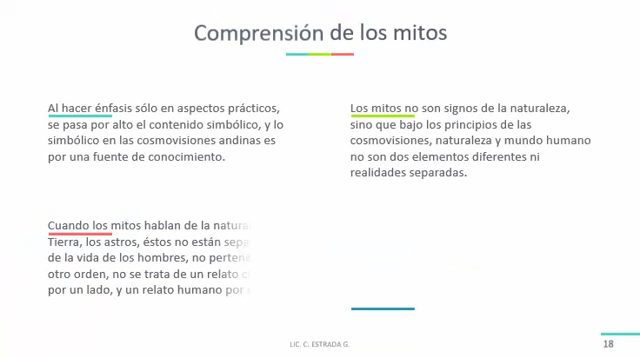 Comprensión de los mitos
Al hacer énfasis sólo en aspectos prácticos,
se pasa por alto el contenido simbólico, y lo
simbólico en las cosmovisiones andinas es
por una fuente de conocimiento.
Los mitos no son signos de la naturaleza,
sino que bajo los principios de las
cosmovisiones, naturaleza y mundo humano
no son dos elementos diferentes ni
realidades separadas.
Cuando los mitos hablan de la
Tierra, los astros, éstos no están
de la vida de los hombres, no
otro orden, no se trata de un relato
por un lado, y un relato humano por
LIC. C. ESTRADA G.
18